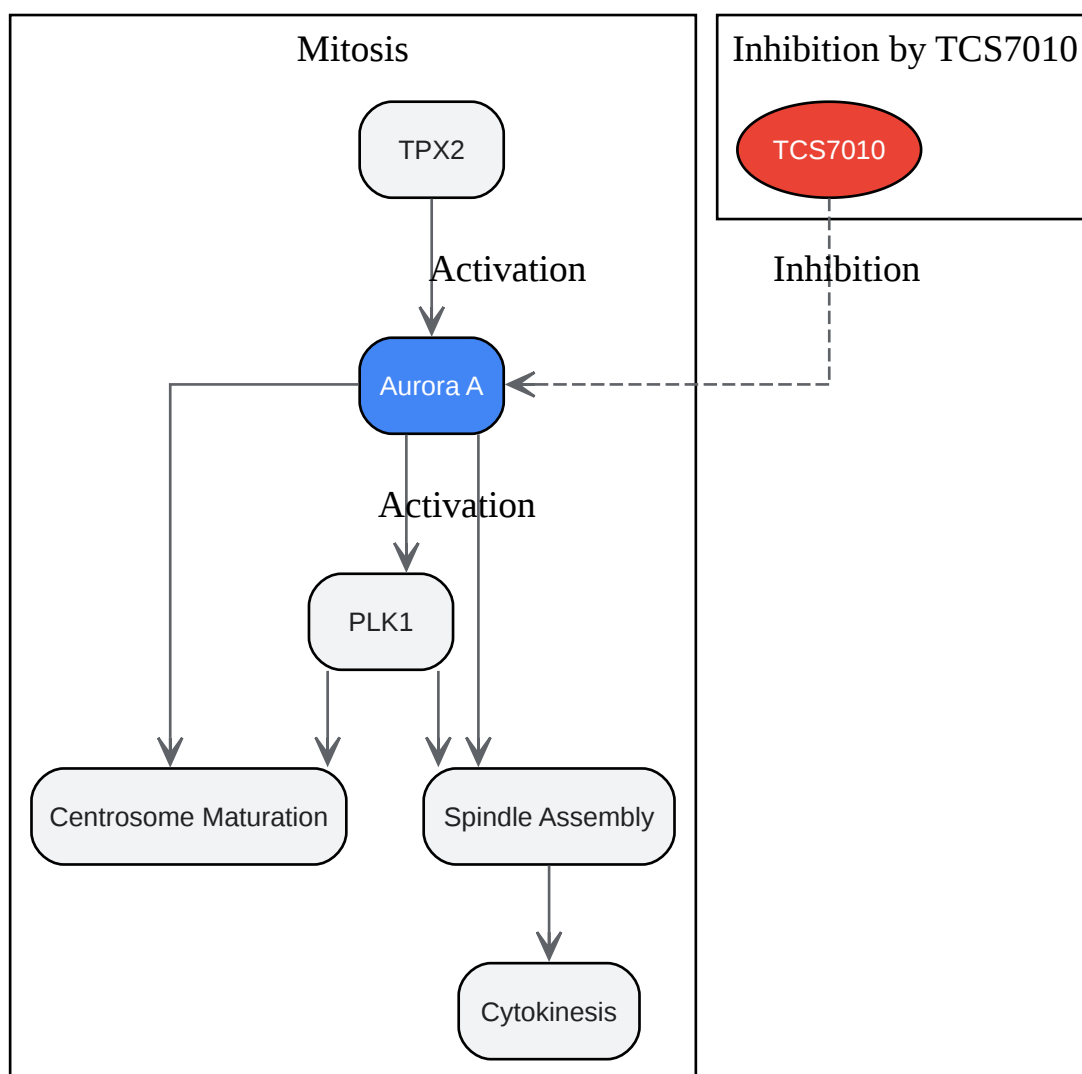 Mitosis
Inhibition by TCS7010
TPX2
TCS7010
Activation
Inhibition
Aurora A
Activation
PLK1
Centrosome Maturation
Spindle Assembly
Cytokinesis